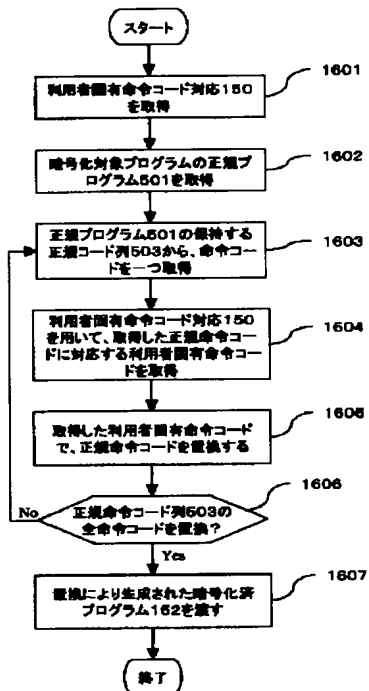 スタート
1601
利用者固有命令コード対応150
を取得
1602
暗号化対象プログラムの正規プ
ログラム501を取得
1603
正規プログラム501の保持する
正規コード列503から、命令コー
ドを一つ取得
1604
利用者固有命令コード対応150
を用いて、取得した正規命令コー
ドに対応する利用者固有命令コー
ドを取得
1605
取得した利用者固有命令コード
で、正規命令コードを置換する
1606
正規命令コード列503の
全命令コードを置換？
No
Yes
1607
置換により生成された暗号化済
プログラム152を渡す
終了